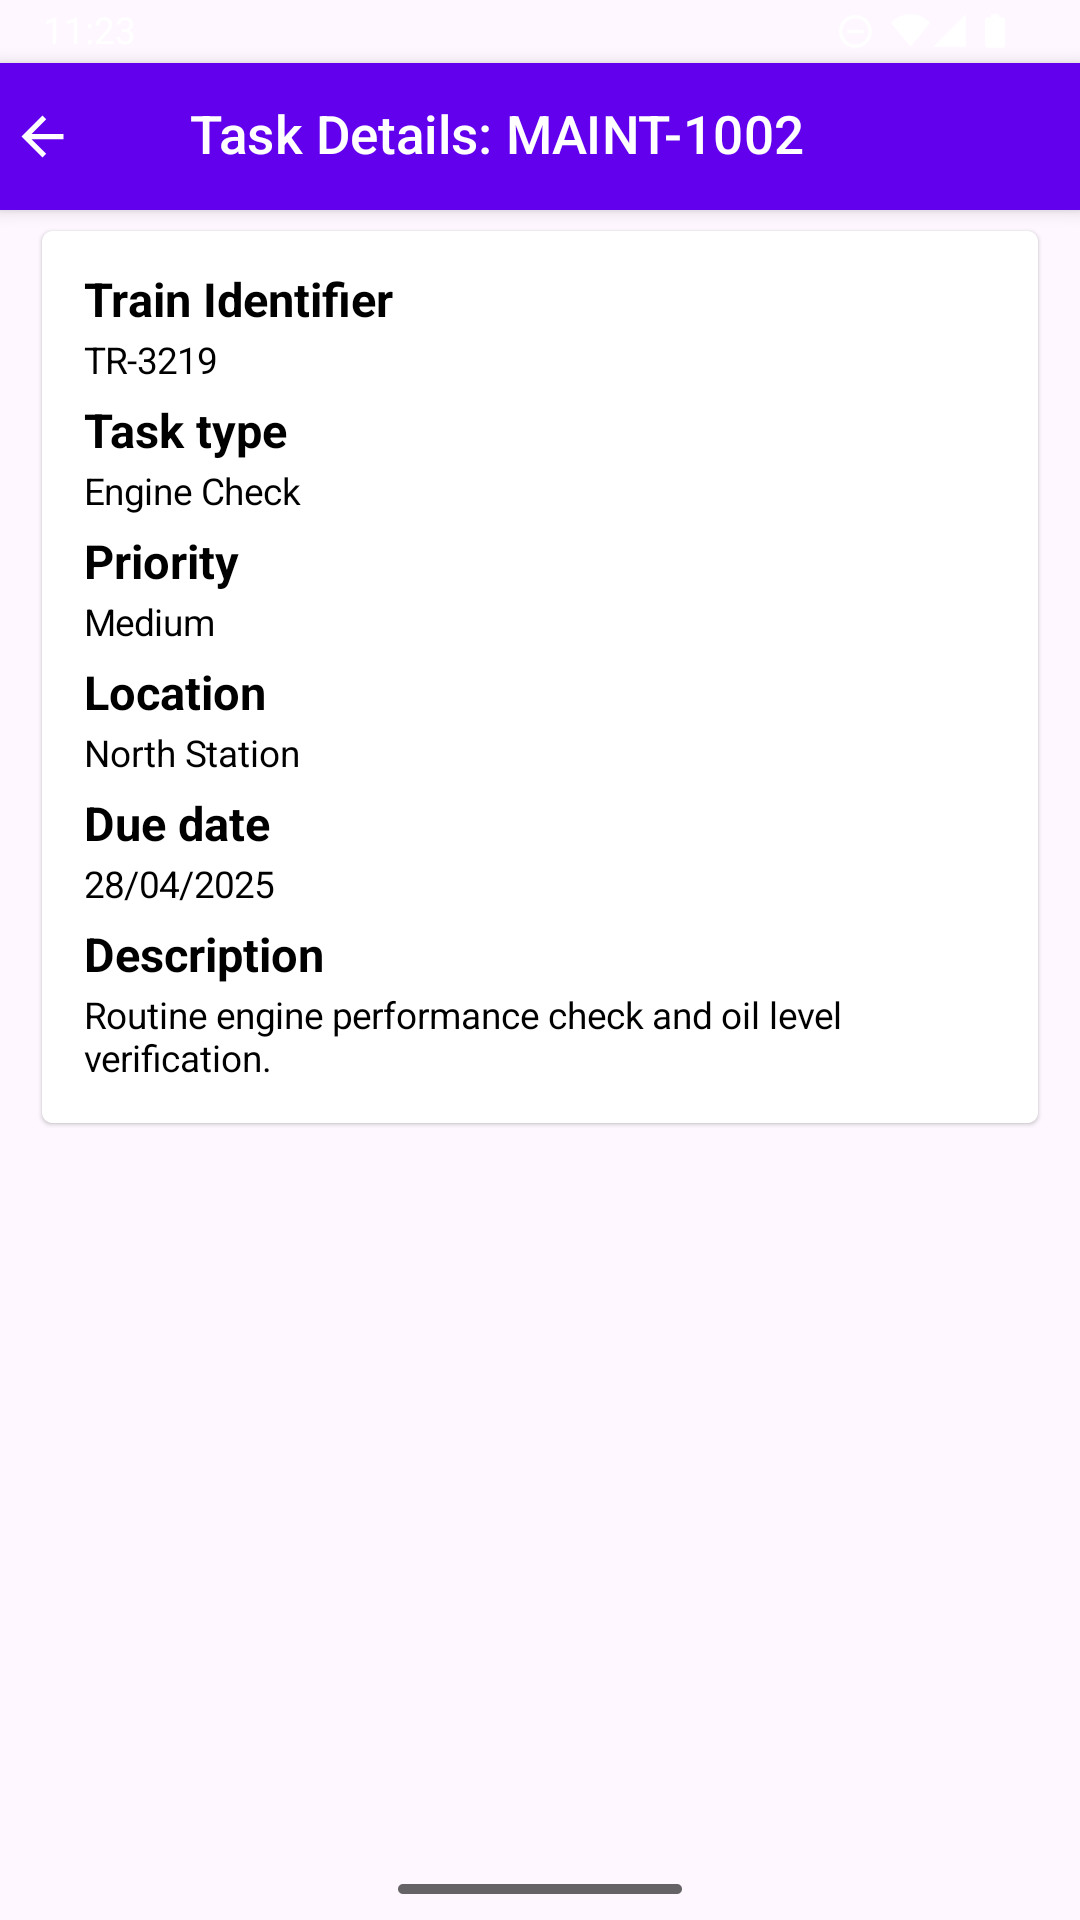 11:23
Task Details: MAINT-1002
Train Identifier
TR-3219
Task type
Engine Check
Priority
Medium
Location
North Station
Due date
28/04/2025
Description
Routine engine performance check and oil level
verification.